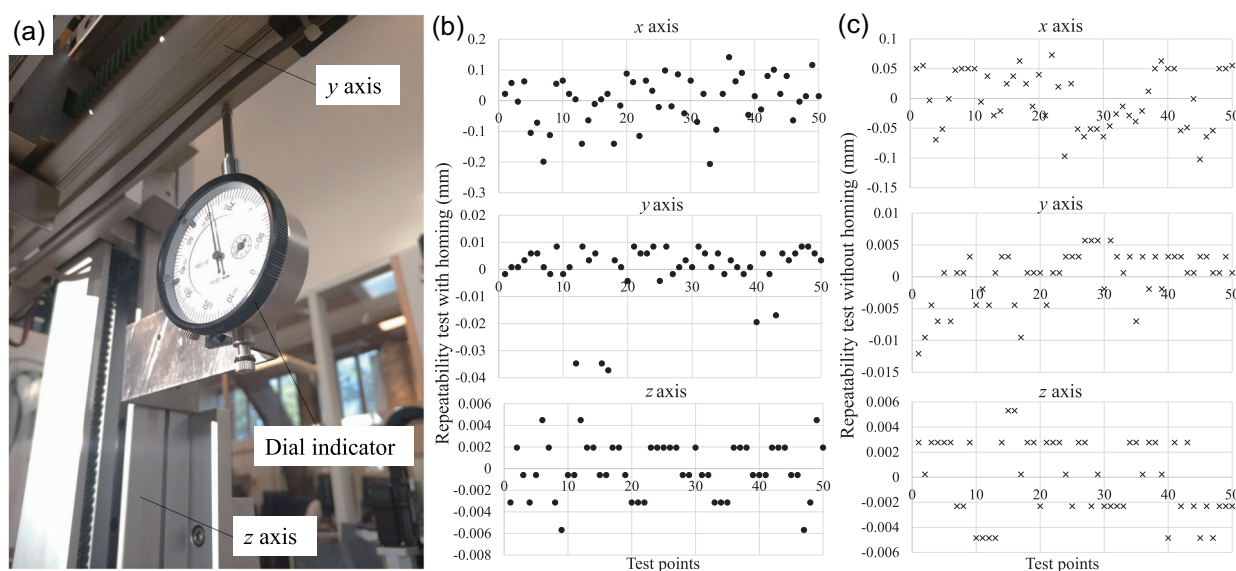 (a)
y axis
Dial indicator
z axis
(b)
Repeatability test with homing (mm)
x axis
0.2
0.1
0
-0.1
-0.2
-0.3
0 10 20 30 40 50
y axis
0.02
0.01
0
-0.01
-0.02
-0.03
-0.04
0 10 20 30 40 50
z axis
0.006
0.004
0.002
0
-0.002
-0.004
-0.006
-0.008
0 10 20 30 40 50
Test points
(c)
Repeatability test without homing (mm)
x axis
0.1
0.05
0
-0.05
-0.1
-0.15
0 10 20 30 40 50
y axis
0.01
0.005
0
-0.005
-0.01
-0.015
0 10 20 30 40 50
z axis
0.006
0.004
0.002
0
-0.002
-0.004
-0.006
0 10 20 30 40 50
Test points